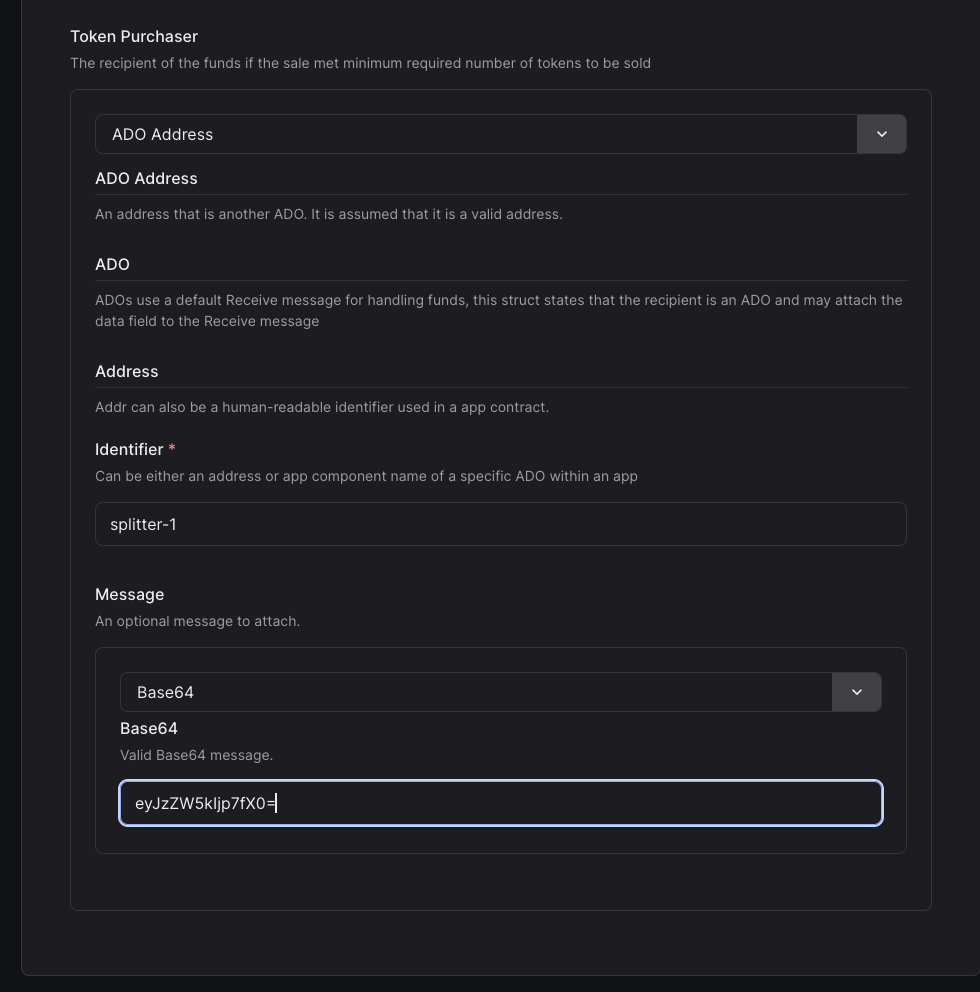 Token Purchaser
The recipient of the funds if the sale met minimum required number of tokens to be sold
ADO Address
ADO Address
An address that is another ADO. It is assumed that it is a valid address.
ADO
ADOs use a default Receive message for handling funds, this struct states that the recipient is an ADO and may attach the
data field to the Receive message
Address
Addr can also be a human-readable identifier used in a app contract.
Identifier *
Can be either an address or app component name of a specific ADO within an app
splitter-1
Message
An optional message to attach.
Base64
Base64
Valid Base64 message.
eyJzZW5kIjp7fX0=